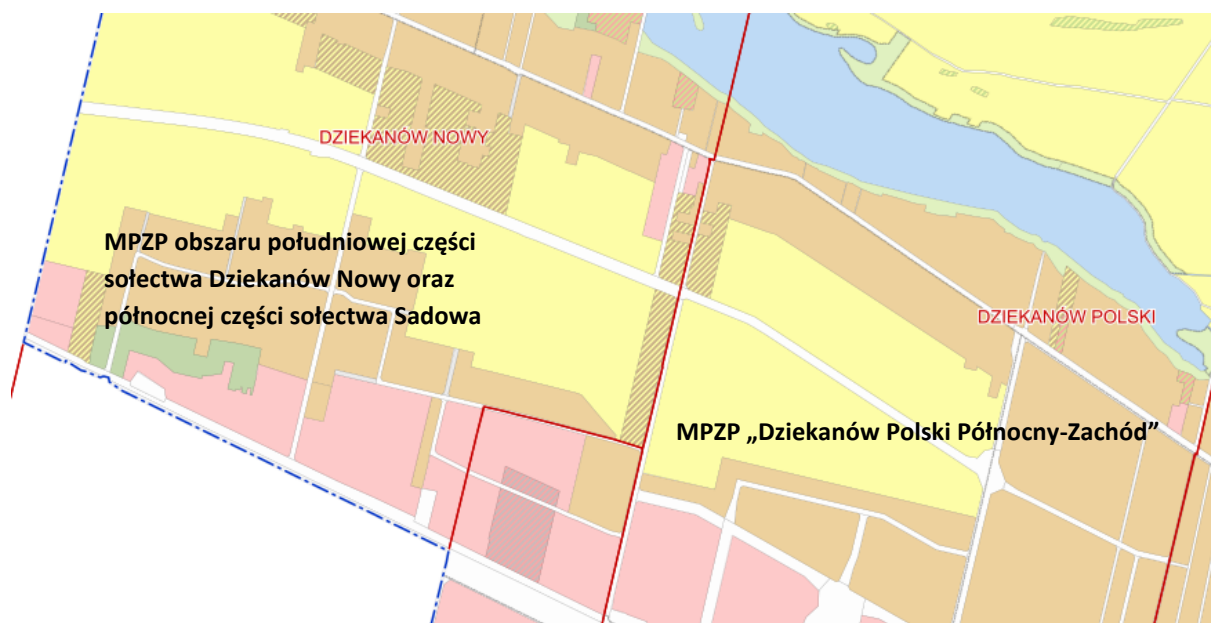 DZIEKANÓW NOWY
MPZP obszaru południowej części
sołectwa Dziekanów Nowy oraz
północnej części sołectwa Sadowa
DZIEKANÓW POLSKI
MPZP „Dziekanów Polski Północny-Zachód”